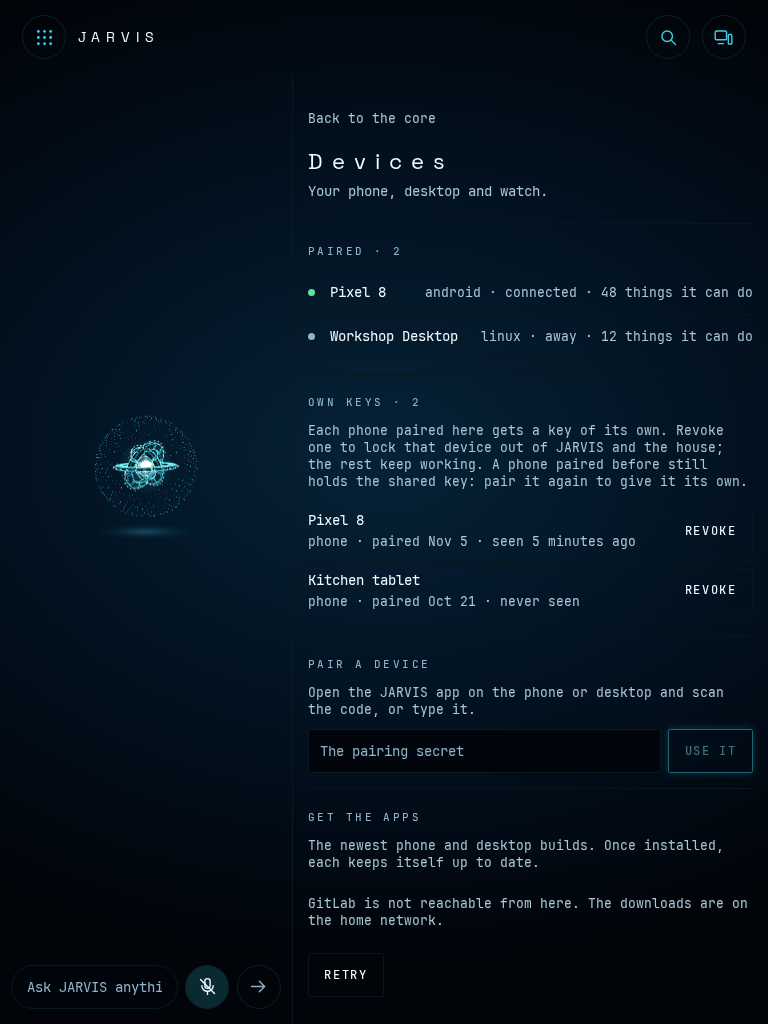 JARVIS
Back to the core
Devices
Your phone, desktop and watch.
PAIRED · 2
Pixel 8 android · connected · 48 things it can do
Workshop Desktop linux · away · 12 things it can do
OWN KEYS · 2
Each phone paired here gets a key of its own. Revoke
one to lock that device out of JARVIS and the house;
the rest keep working. A phone paired before still
holds the shared key: pair it again to give it its own.
Pixel 8
phone · paired Nov 5 · seen 5 minutes ago
REVOKE
Kitchen tablet
phone · paired Oct 21 · never seen
REVOKE
PAIR A DEVICE
Open the JARVIS app on the phone or desktop and scan
the code, or type it.
The pairing secret
USE IT
GET THE APPS
The newest phone and desktop builds. Once installed,
each keeps itself up to date.
GitLab is not reachable from here. The downloads are on
the home network.
RETRY
Ask JARVIS anythi